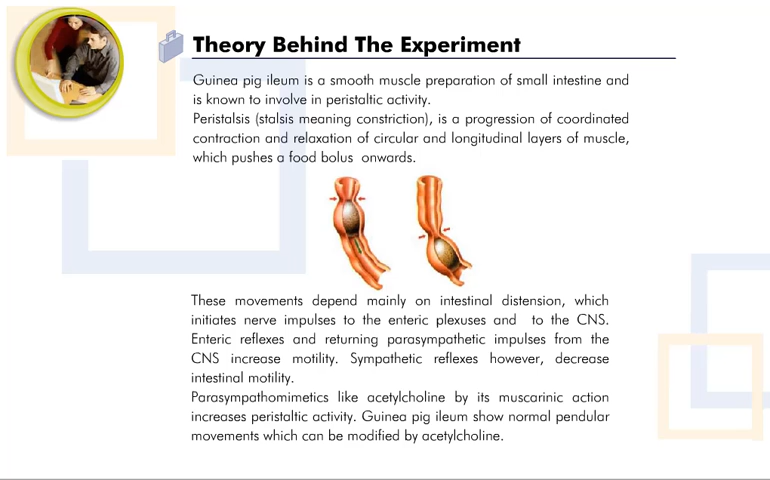 Theory Behind The Experiment
Guinea pig ileum is a smooth muscle preparation of small intestine and
is known to involve in peristaltic activity.
Peristalsis (stalsis meaning constriction), is a progression of coordinated
contraction and relaxation of circular and longitudinal layers of muscle,
which pushes a food bolus onwards.
These movements depend mainly on intestinal distension, which
initiates nerve impulses to the enteric plexuses and to the CNS.
Enteric reflexes and returning parasympathetic impulses from the
CNS increase motility. Sympathetic reflexes however, decrease
intestinal motility.
Parasympathomimetics like acetylcholine by its muscarinic action
increases peristaltic activity. Guinea pig ileum show normal pendular
movements which can be modified by acetylcholine.